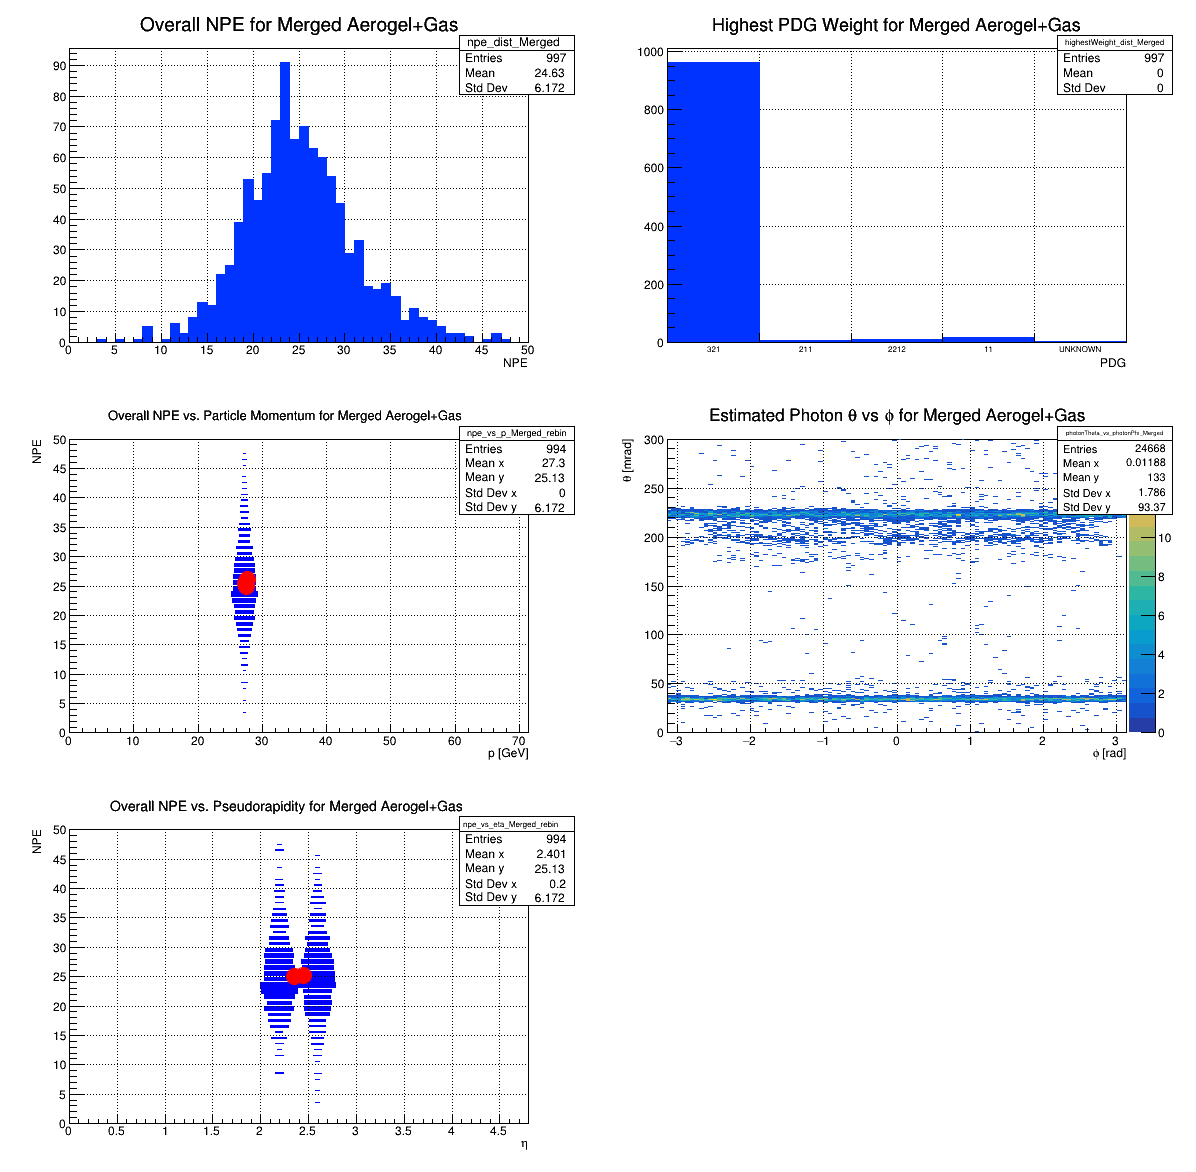 Overall NPE for Merged Aerogel+Gas
npe_dist_Merged
Entries 997
Mean 24.63
Std Dev 6.172
90
80
70
60
50
40
30
20
10
0
0 5 10 15 20 25 30 35 40 45 50
NPE
Highest PDG Weight for Merged Aerogel+Gas
highestWeight_dist_Merged
Entries 997
Mean 0
Std Dev 0
1000
800
600
400
200
0
321 211 2212 11 UNKNOWN
PDG
Overall NPE vs. Particle Momentum for Merged Aerogel+Gas
npe_vs_p_Merged_rebin
Entries 994
Mean x 27.3
Mean y 25.13
Std Dev x 0
Std Dev y 6.172
NPE
50
45
40
35
30
25
20
15
10
5
0
0 10 20 30 40 50 60 70
p [GeV]
Estimated Photon θ vs ϕ for Merged Aerogel+Gas
photonTheta_vs_photonPhi_Merged
Entries 24668
Mean x 0.01188
Mean y 133
Std Dev x 1.786
Std Dev y 93.37
θ [mrad]
300
250
200
150
100
50
0
−3 −2 −1 0 1 2 3
ϕ [rad]
10
8
6
4
2
0
Overall NPE vs. Pseudorapidity for Merged Aerogel+Gas
npe_vs_eta_Merged_rebin
Entries 994
Mean x 2.401
Mean y 25.13
Std Dev x 0.2
Std Dev y 6.172
NPE
50
45
40
35
30
25
20
15
10
5
0
0 0.5 1 1.5 2 2.5 3 3.5 4 4.5
η